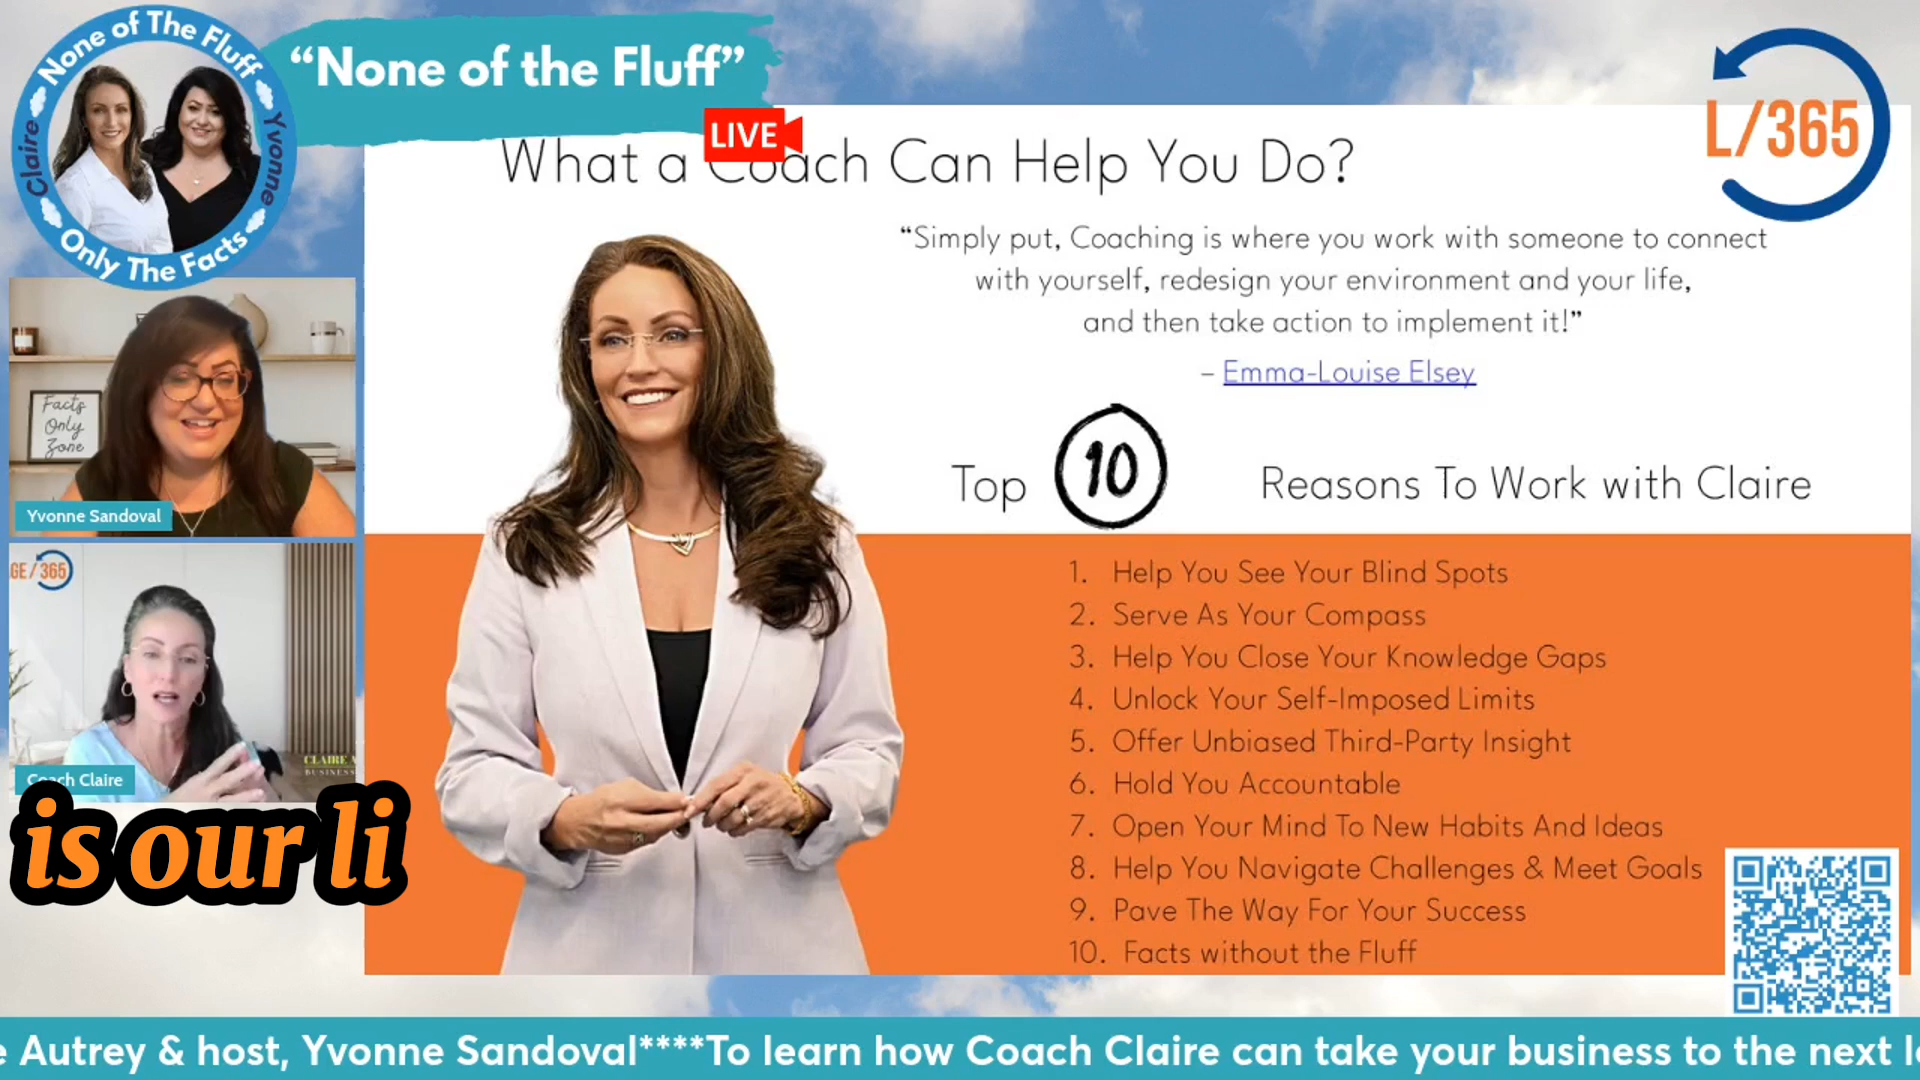 None of The Fluff
Claire
Yvonne
Only The Facts
“None of the Fluff”
LIVE
L/365
What a Coach Can Help You Do?
“Simply put, Coaching is where you work with someone to connect
with yourself, redesign your environment and your life,
and then take action to implement it!”
– Emma-Louise Elsey
Top 10 Reasons To Work with Claire
Facts
Only
Zone
Yvonne Sandoval
GE/365
CLAIRE A
BUSINESS
Coach Claire
is our li
1. Help You See Your Blind Spots
2. Serve As Your Compass
3. Help You Close Your Knowledge Gaps
4. Unlock Your Self-Imposed Limits
5. Offer Unbiased Third-Party Insight
6. Hold You Accountable
7. Open Your Mind To New Habits And Ideas
8. Help You Navigate Challenges & Meet Goals
9. Pave The Way For Your Success
10. Facts without the Fluff
e Autrey & host, Yvonne Sandoval****To learn how Coach Claire can take your business to the next le